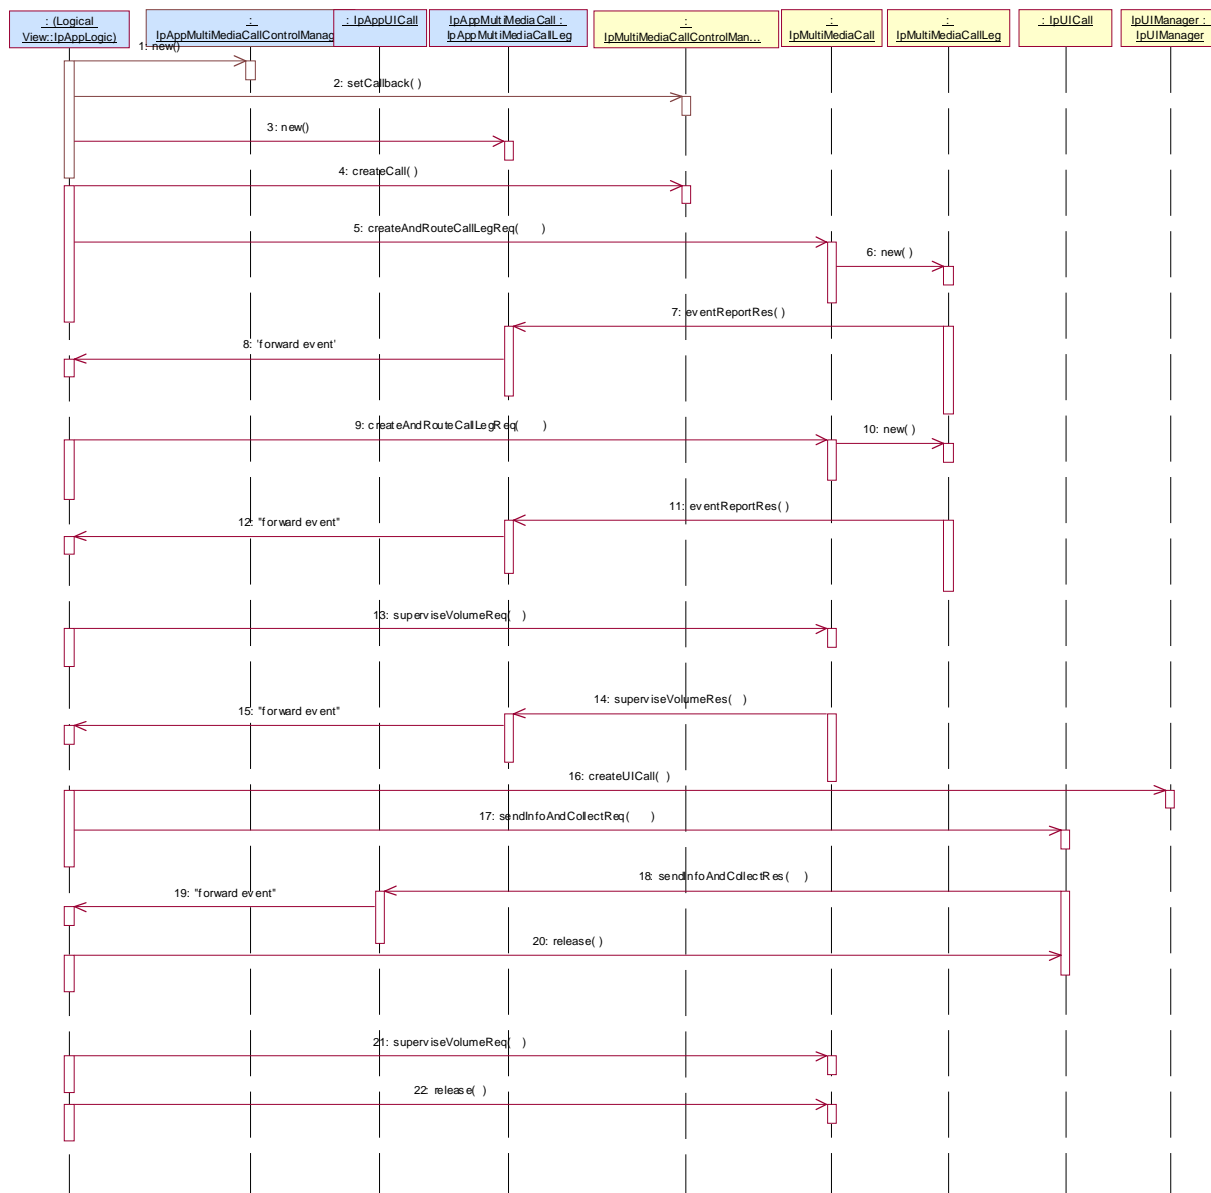 : (Logical
View::IpAppLogic)
:
IpAppMultiMediaCallControlManag
: IpAppUICall
IpAppMultiMediaCall :
IpAppMultiMediaCallLeg
:
IpMultiMediaCallControlMan...
:
IpMultiMediaCall
:
IpMultiMediaCallLeg
: IpUICall
IpUIManager :
IpUIManager
1: new()
2: setCallback( )
3: new()
4: createCall( )
5: createAndRouteCallLegReq( )
6: new( )
7: eventReportRes( )
8: 'forward event'
9: createAndRouteCallLegReq( )
10: new( )
11: eventReportRes( )
12: "forward event"
13: superviseVolumeReq( )
14: superviseVolumeRes( )
15: "forward event"
16: createUICall( )
17: sendInfoAndCollectReq( )
18: sendInfoAndCollectRes( )
19: "forward event"
20: release( )
21: superviseVolumeReq( )
22: release( )